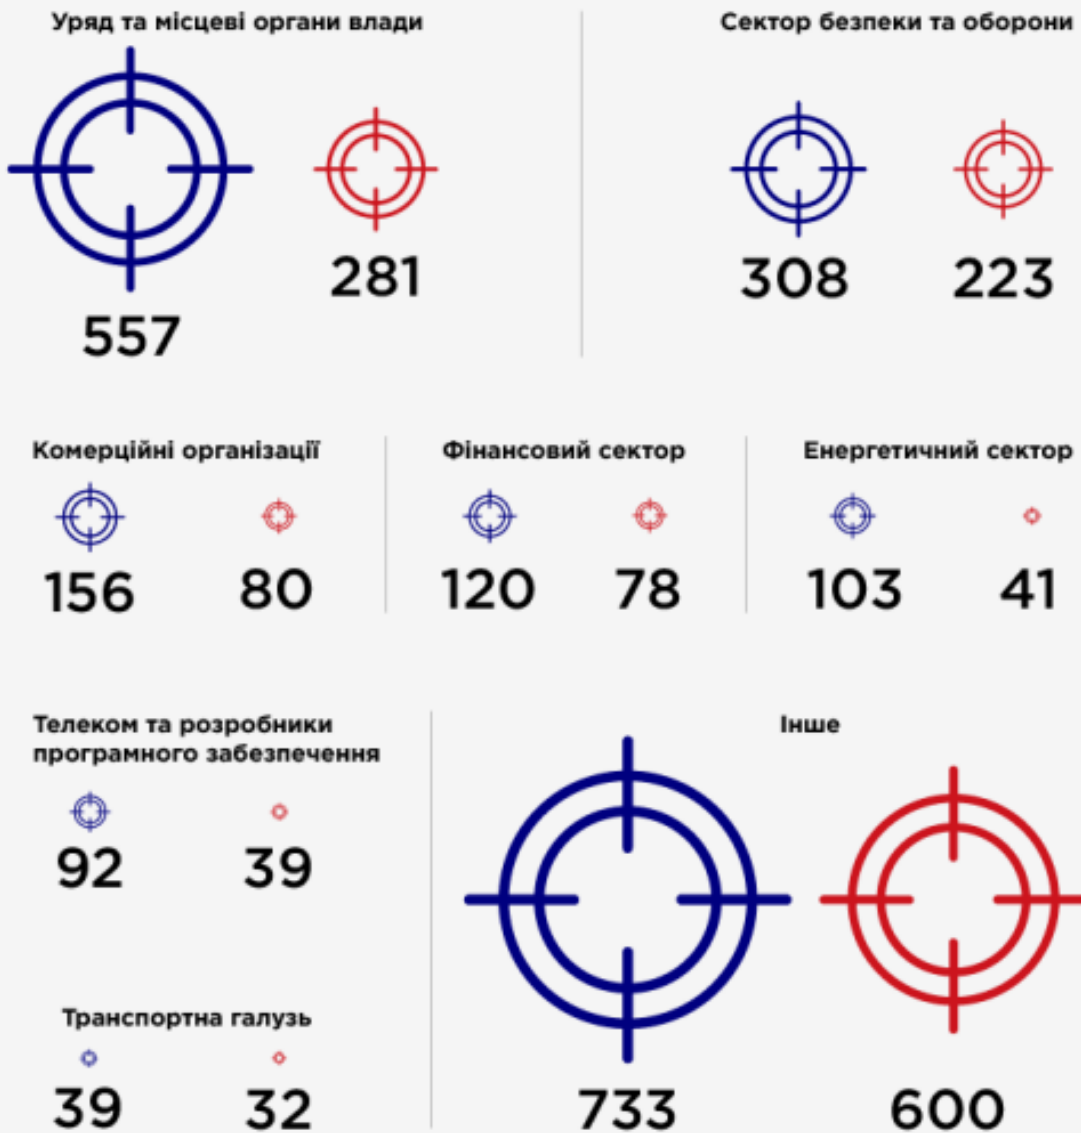 Уряд та місцеві органи влади
Сектор безпеки та оборони
557
281
308
223
Комерційні організації
Фінансовий сектор
Енергетичний сектор
156
80
120
78
103
41
Телеком та розробники
програмного забезпечення
Інше
92
39
Транспортна галузь
39
32
733
600